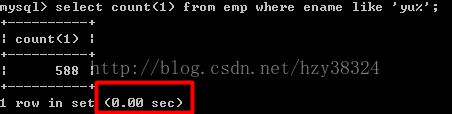 mysql> select count(1) from emp where ename like 'yu%';
+----------+
| count(1) |
+----------+
|      588 |
+----------+
1 row in set (0.00 sec)
http://blog.csdn.net/hzy38324